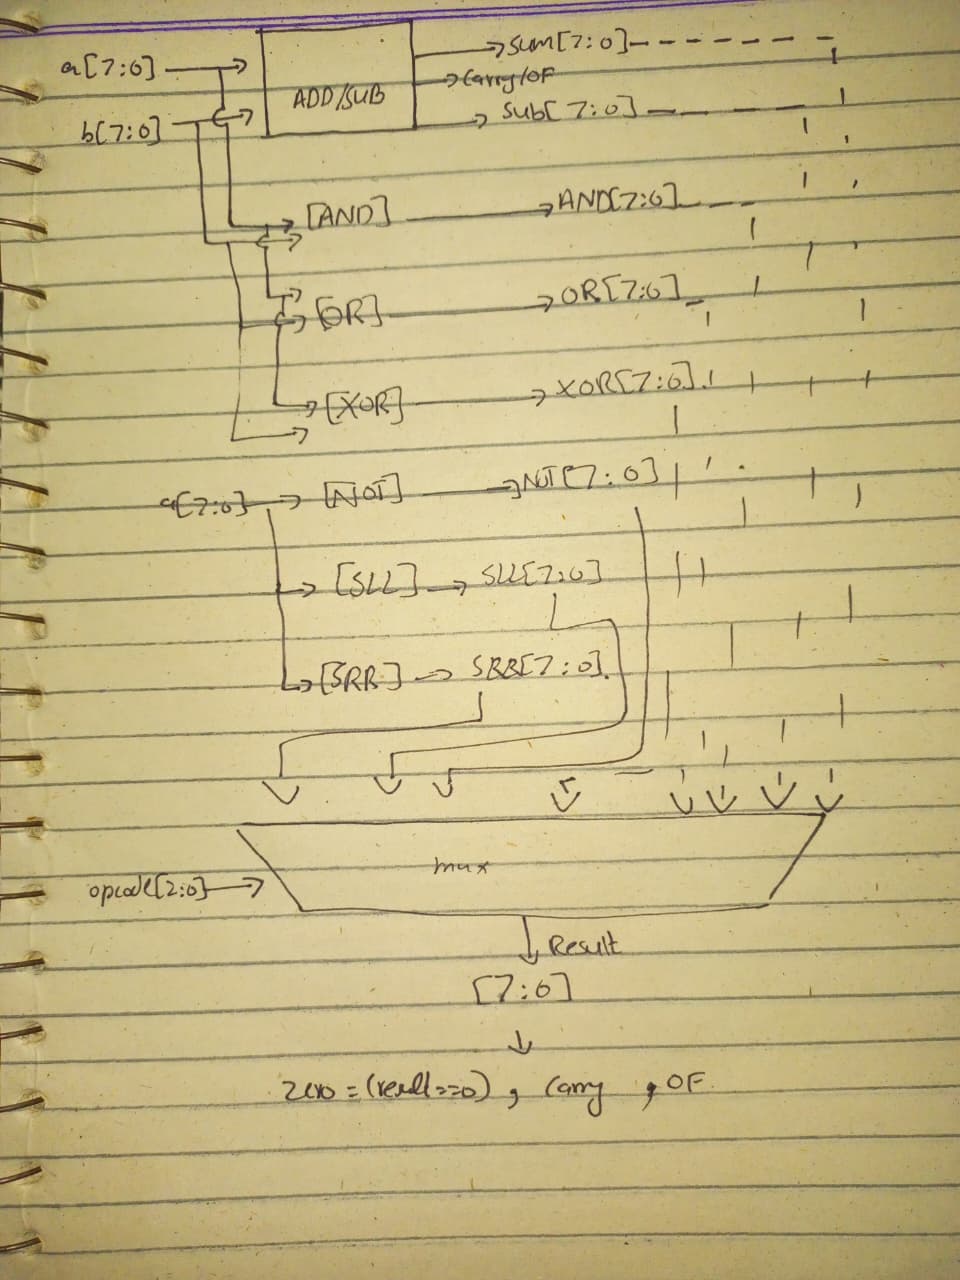 a[7:0]
sum[7:0]
ADD/SUB
Carry/OF
b[7:0]
sub[7:0]
[AND]
AND[7:0]
[OR]
OR[7:0]
[XOR]
XOR[7:0]
a[7:0]
[NOT]
NOT[7:0]
[SLL]
SLL[7:0]
[SRR]
SRR[7:0]
mux
opcode[2:0]
Result
[7:0]
zero = (result==0), Carry, OF